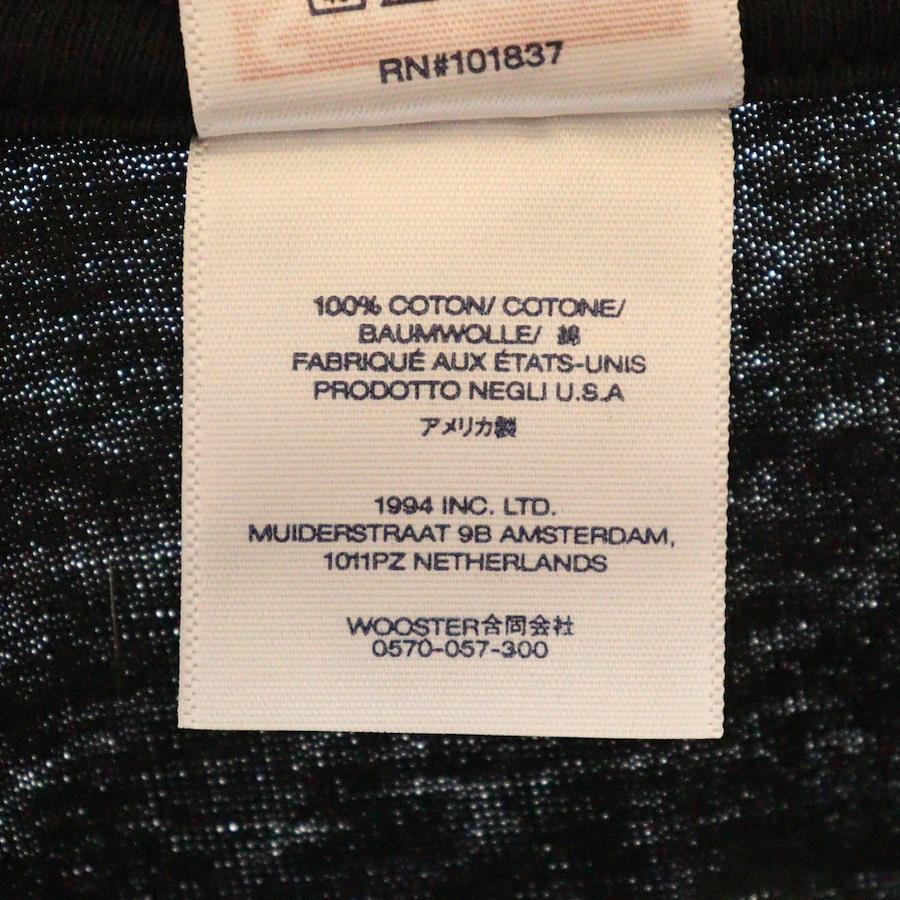 RN#101837
100% COTON/ COTONE/
BAUMWOLLE/ 綿
FABRIQUÉ AUX ÉTATS-UNIS
PRODOTTO NEGLI U.S.A
アメリカ製
1994 INC. LTD.
MUIDERSTRAAT 9B AMSTERDAM,
1011PZ NETHERLANDS
WOOSTER合同会社
0570-057-300